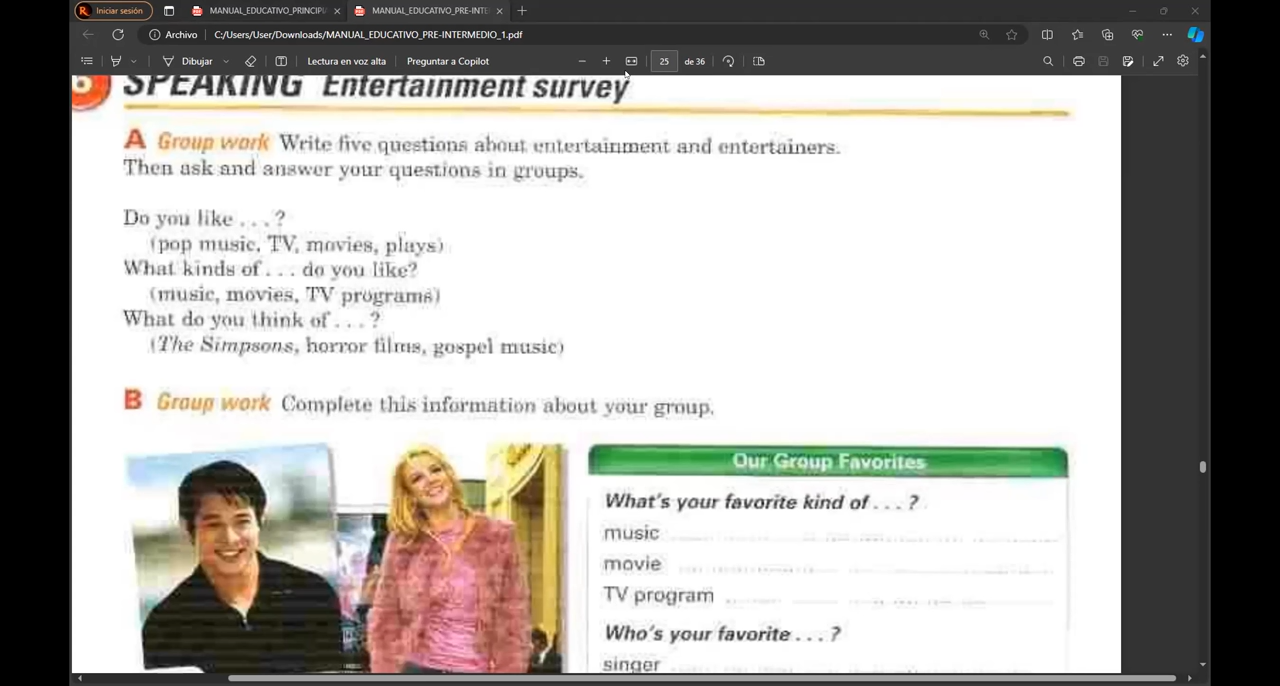 Iniciar sesión
MANUAL_EDUCATIVO_PRINCIPI
MANUAL_EDUCATIVO_PRE-INTE
Archivo
C:/Users/User/Downloads/MANUAL_EDUCATIVO_PRE-INTERMEDIO_1.pdf
Dibujar
Lectura en voz alta
Preguntar a Copilot
25
de 36
SPEAKING Entertainment survey
A Group work Write five questions about entertainment and entertainers.
Then ask and answer your questions in groups.
Do you like . . . ?
(pop music, TV, movies, plays)
What kinds of . . . do you like?
(music, movies, TV programs)
What do you think of . . . ?
(The Simpsons, horror films, gospel music)
B Group work Complete this information about your group.
Our Group Favorites
What's your favorite kind of . . . ?
music
movie
TV program
Who's your favorite . . . ?
singer